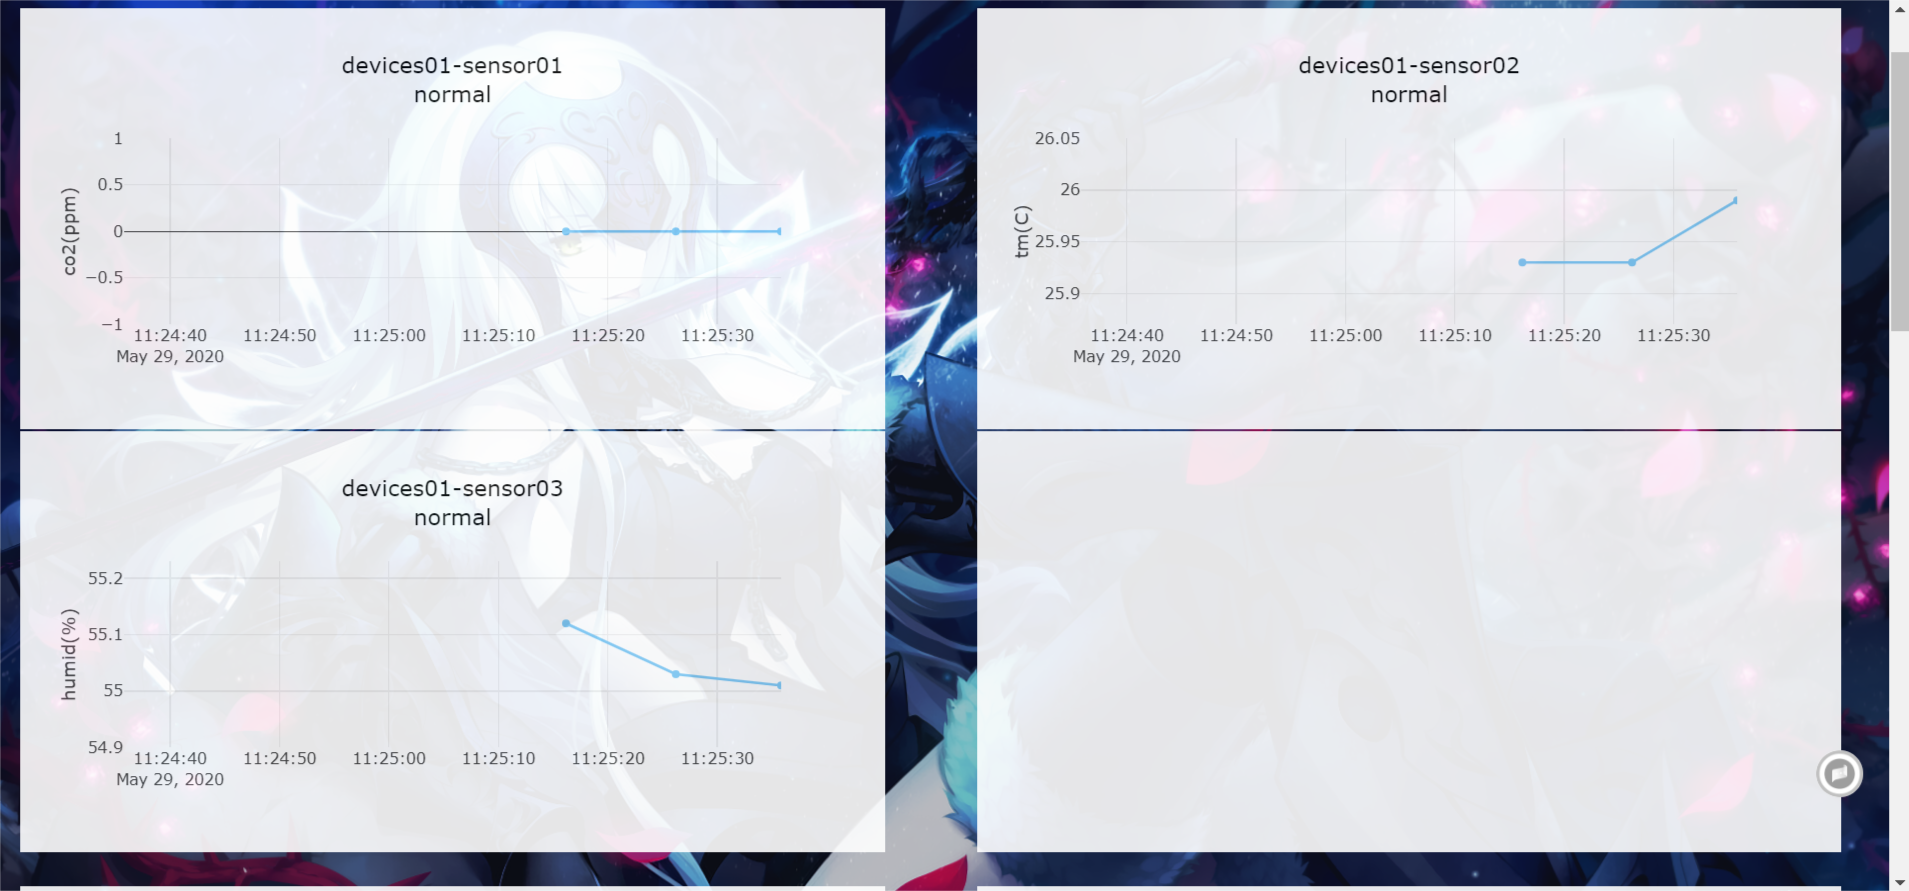 devices01-sensor01
normal
co2(ppm)
1
0.5
0
−0.5
−1
11:24:40 11:24:50 11:25:00 11:25:10 11:25:20 11:25:30
May 29, 2020
devices01-sensor02
normal
tm(C)
26.05
26
25.95
25.9
11:24:40 11:24:50 11:25:00 11:25:10 11:25:20 11:25:30
May 29, 2020
devices01-sensor03
normal
humid(%)
55.2
55.1
55
54.9
11:24:40 11:24:50 11:25:00 11:25:10 11:25:20 11:25:30
May 29, 2020